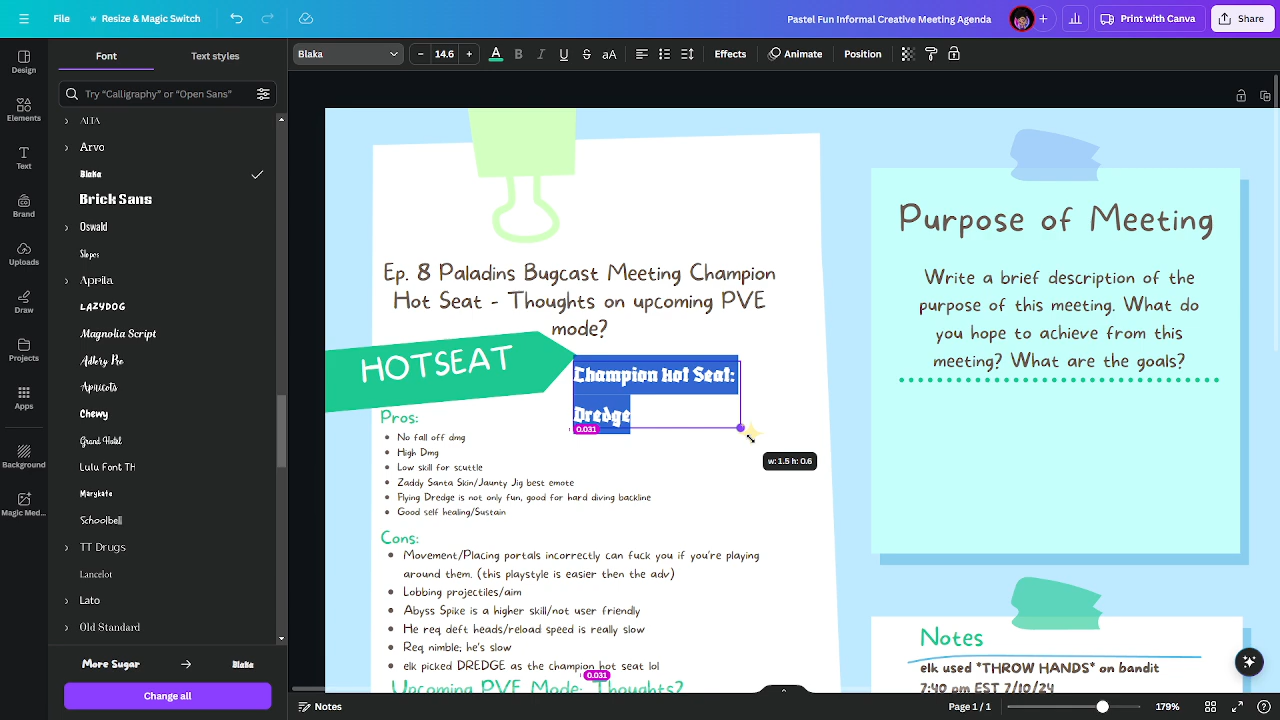 File
Resize & Magic Switch
Pastel Fun Informal Creative Meeting Agenda
Print with Canva
Share
Blaka
14.6
Effects
Animate
Position
Design
Elements
Text
Brand
Uploads
Draw
Projects
Apps
Background
Magic Med...
Font
Text styles
Try “Calligraphy” or “Open Sans”
Arvo
Blaka
Brick Sans
Oswald
Slopes
Aprila
LAZYDOG
Magnolia Script
Apricots
Chewy
Grand Hotel
Lulu Font TH
Marykate
Schoolbell
TT Drugs
Lancelot
Lato
Old Standard
More Sugar → Blaka
Change all
Ep. 8 Paladins Bugcast Meeting Champion
Hot Seat - Thoughts on upcoming PVE
mode?
HOTSEAT
Champion Hot Seat:
Dredge
0.031
w: 1.5 h: 0.6
Pros:
No fall off dmg
High Dmg
Low skill for scuttle
Zaddy Santa Skin/Jaunty Jig best emote
Flying Dredge is not only fun, good for hard diving backline
Good self healing/Sustain
Cons:
Movement/Placing portals incorrectly can fuck you if you're playing
around them. (this playstyle is easier then the adv)
Lobbing projectiles/aim
Abyss Spike is a higher skill/not user friendly
He req deft heads/reload speed is really slow
Req nimble; he's slow
elk picked DREDGE as the champion hot seat lol
0.031
Upcoming PVE Mode: Thoughts?
Purpose of Meeting
Write a brief description of the
purpose of this meeting. What do
you hope to achieve from this
meeting? What are the goals?
Notes
elk used *THROW HANDS* on bandit
7:40 pm EST 7/10/24
Notes
Page 1 / 1
179%